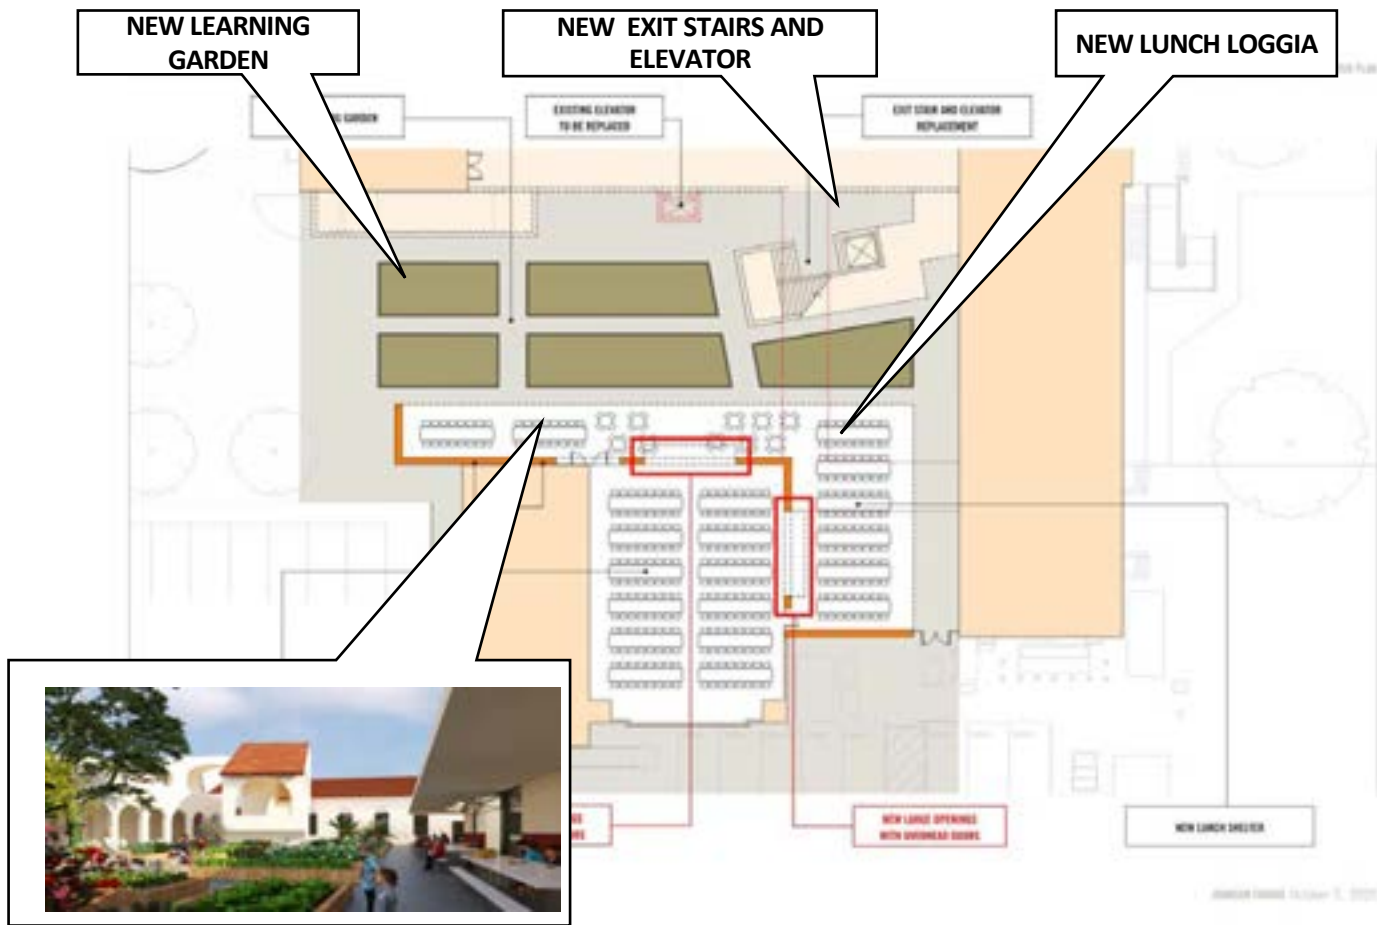 NEW LEARNING
GARDEN
NEW EXIT STAIRS AND
ELEVATOR
NEW LUNCH LOGGIA
GARDEN
EXISTING ELEVATOR
TO BE REPLACED
EXIT STAIR AND ELEVATOR
REPLACEMENT
NEW LARGE OPENINGS
WITH OVERHEAD DOORS
NEW LUNCH SHELTER